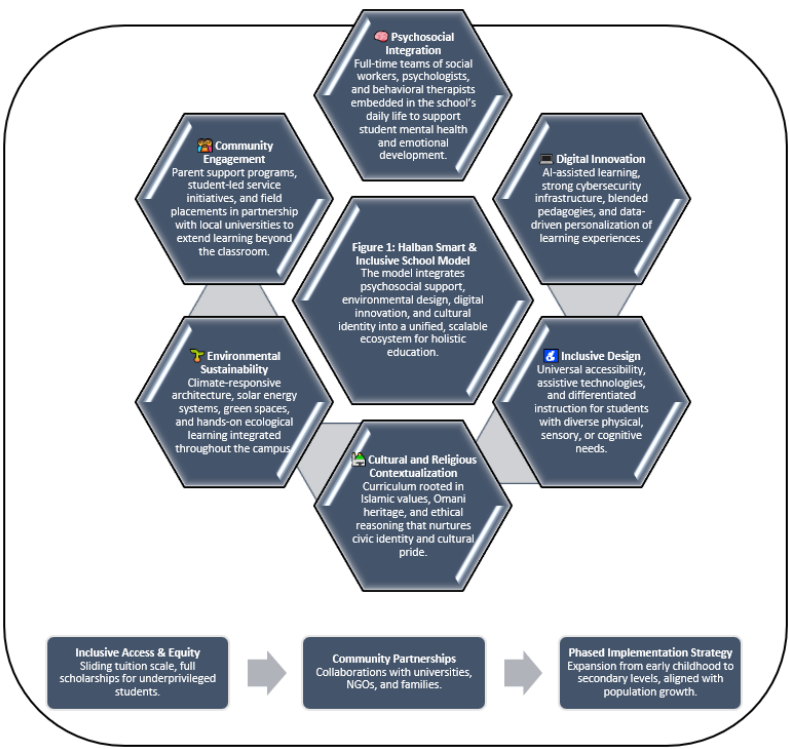 Psychosocial
Integration
Full-time teams of social
workers, psychologists,
and behavioral therapists
embedded in the school's
daily life to support
student mental health
and emotional
development.
Community
Engagement
Parent support programs,
student-led service
initiatives, and field
placements in partnership
with local universities to
extend learning beyond
the classroom.
Digital Innovation
AI-assisted learning,
strong cybersecurity
infrastructure, blended
pedagogies, and data-
driven personalization of
learning experiences.
Figure 1: Halban Smart &
Inclusive School Model
The model integrates
psychosocial support,
environmental design, digital
innovation, and cultural
identity into a unified, scalable
ecosystem for holistic
education.
Environmental
Sustainability
Climate-responsive
architecture, solar energy
systems, green spaces,
and hands-on ecological
learning integrated
throughout the campus.
Inclusive Design
Universal accessibility,
assistive technologies,
and differentiated
instruction for students
with diverse physical,
sensory, or cognitive
needs.
Cultural and Religious
Contextualization
Curriculum rooted in
Islamic values, Omani
heritage, and ethical
reasoning that nurtures
civic identity and cultural
pride.
Inclusive Access & Equity
Sliding tuition scale, full
scholarships for underprivileged
students.
Community Partnerships
Collaborations with universities,
NGOs, and families.
Phased Implementation Strategy
Expansion from early childhood to
secondary levels, aligned with
population growth.